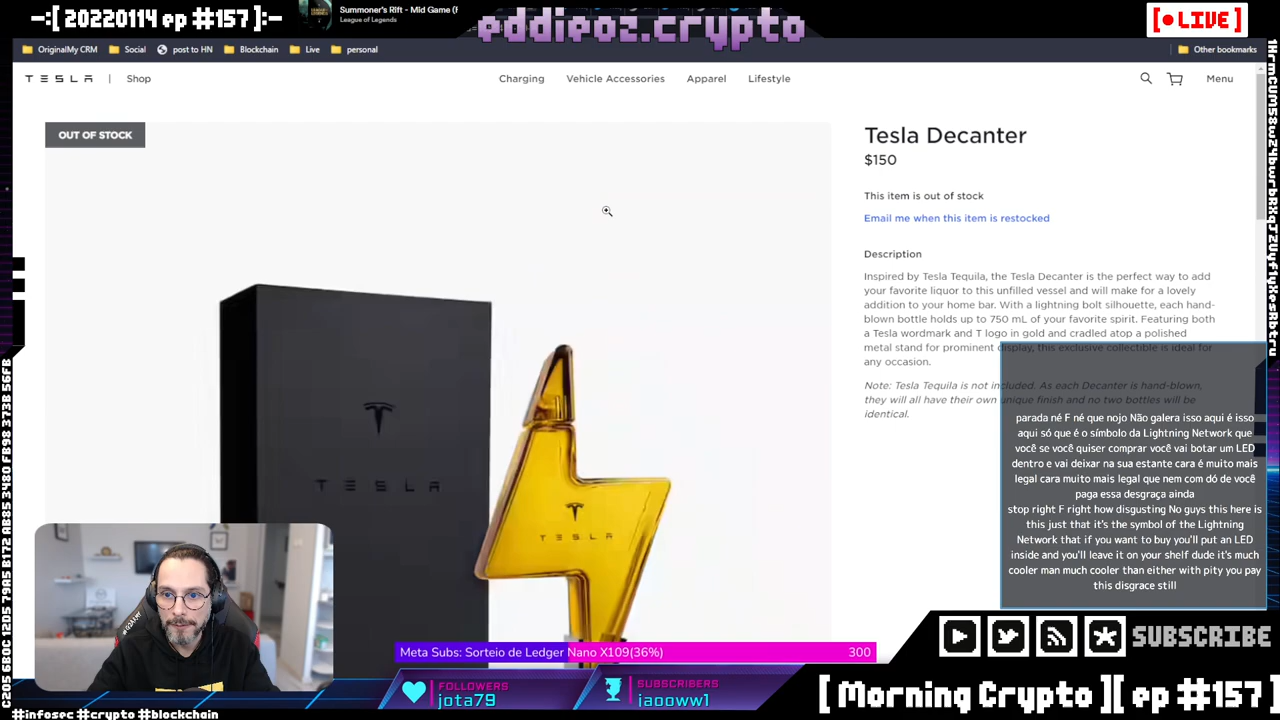 -:[ 20220114 ep #157]:-
Summoner's Rift - Mid Game (F
League of Legends
eddieoz.crypto
[● LIVE]
OriginalMy CRM
Social
post to HN
Blockchain
Live
personal
Other bookmarks
TESLA | Shop
Charging
Vehicle Accessories
Apparel
Lifestyle
Menu
OUT OF STOCK
Tesla Decanter
$150
This item is out of stock
Email me when this item is restocked
Description
Inspired by Tesla Tequila, the Tesla Decanter is the perfect way to add
your favorite liquor to this unfilled vessel and will make for a lovely
addition to your home bar. With a lightning bolt silhouette, each hand-
blown bottle holds up to 750 mL of your favorite spirit. Featuring both
a Tesla wordmark and T logo in gold and cradled atop a polished
metal stand for prominent display, this exclusive collectible is ideal for
any occasion.
Note: Tesla Tequila is not included. As each Decanter is hand-blown,
they will all have their own unique finish and no two bottles will be
identical.
TESLA
TESLA
parada né F né que nojo Não galera isso aqui é isso
aqui só que é o símbolo da Lightning Network que
você se você quiser comprar você vai botar um LED
dentro e vai deixar na sua estante cara é muito mais
legal cara muito mais legal que nem com dó de você
paga essa desgraça ainda
stop right F right how disgusting No guys this here is
this just that it's the symbol of the Lightning
Network that if you want to buy you'll put an LED
inside and you'll leave it on your shelf dude it's much
cooler man much cooler than either with pity you pay
this disgrace still
Meta Subs: Sorteio de Ledger Nano X109(36%)
300
FOLLOWERS
jota79
SUBSCRIBERS
jaooww1
SUBSCRIBE
[ Morning Crypto ][ ep #157 ]
#infosec #crypto #blockchain